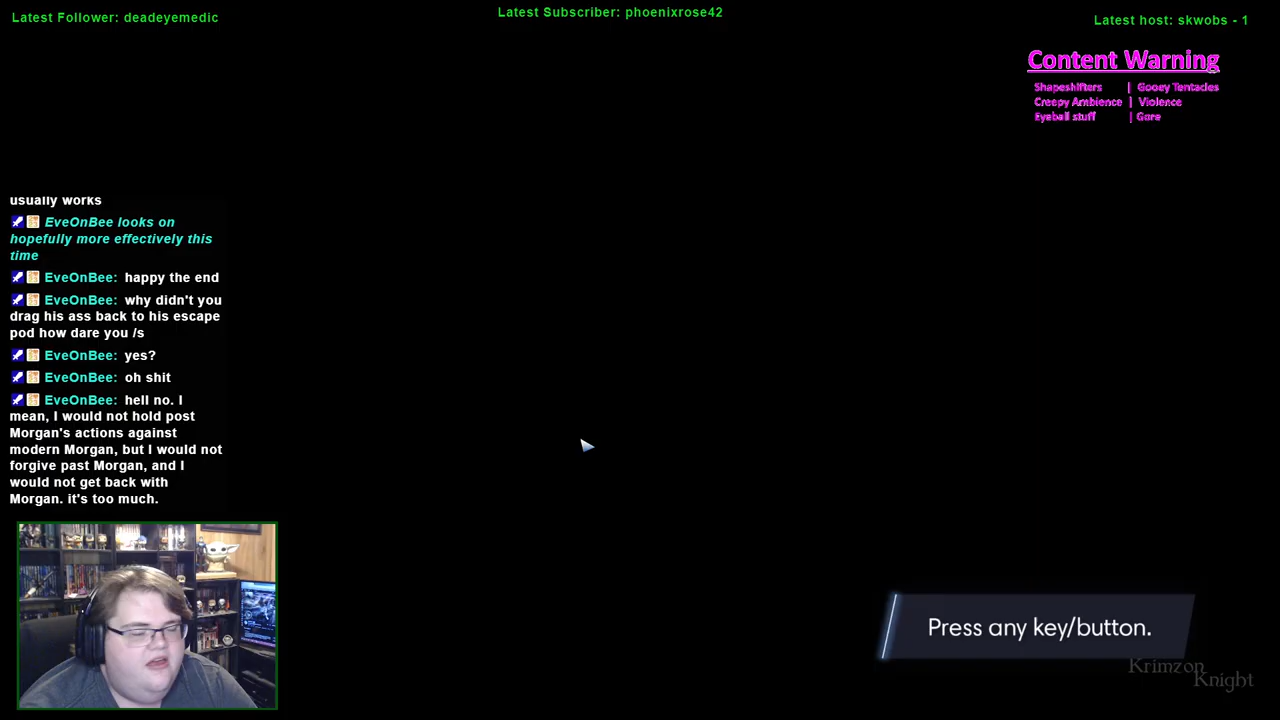 Latest Follower: deadeyemedic
Latest Subscriber: phoenixrose42
Latest host: skwobs - 1
Content Warning
Shapeshifters | Gooey Tentacles
Creepy Ambience | Violence
Eyeball stuff | Gore
usually works
EveOnBee looks on
hopefully more effectively this
time
EveOnBee: happy the end
EveOnBee: why didn't you
drag his ass back to his escape
pod how dare you /s
EveOnBee: yes?
EveOnBee: oh shit
EveOnBee: hell no. I
mean, I would not hold post
Morgan's actions against
modern Morgan, but I would not
forgive past Morgan, and I
would not get back with
Morgan. it's too much.
Press any key/button.
Krimzon
Knight